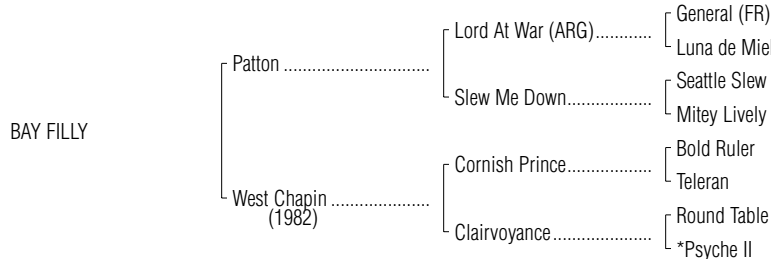 General (FR)
Lord At War (ARG)............
Luna de Miel
Patton .................................
Seattle Slew
Slew Me Down...................
Mitey Lively
BAY FILLY
Bold Ruler
Cornish Prince...................
Teleran
West Chapin ......................
(1982)
Round Table
Clairvoyance......................
*Psyche II